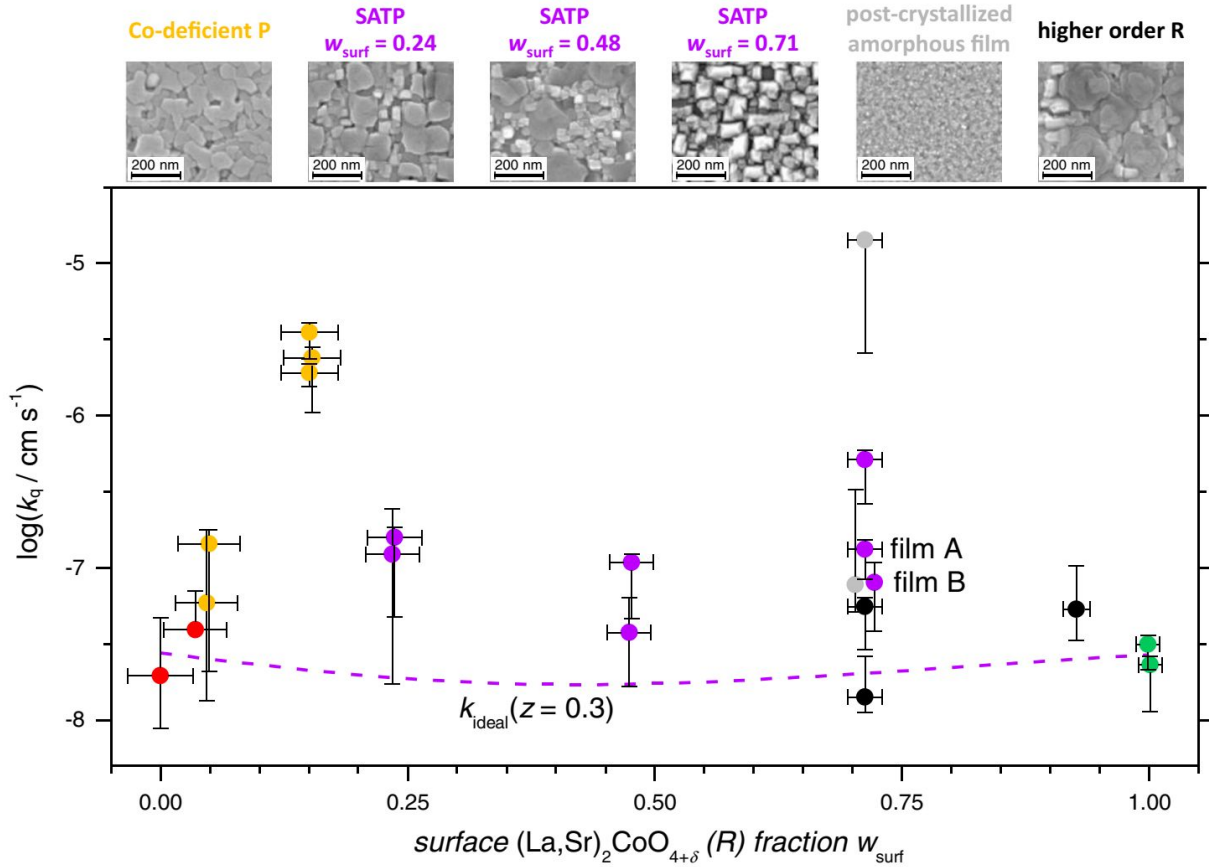 Co-deficient P
SATP
w_surf = 0.24
SATP
w_surf = 0.48
SATP
w_surf = 0.71
post-crystallized
amorphous film
higher order R
200 nm
200 nm
200 nm
200 nm
200 nm
200 nm
log(k_q / cm s^-1)
-5
-6
-7
-8
film A
film B
k_ideal(z = 0.3)
0.00
0.25
0.50
0.75
1.00
surface (La,Sr)₂CoO₄₊δ (R) fraction w_surf